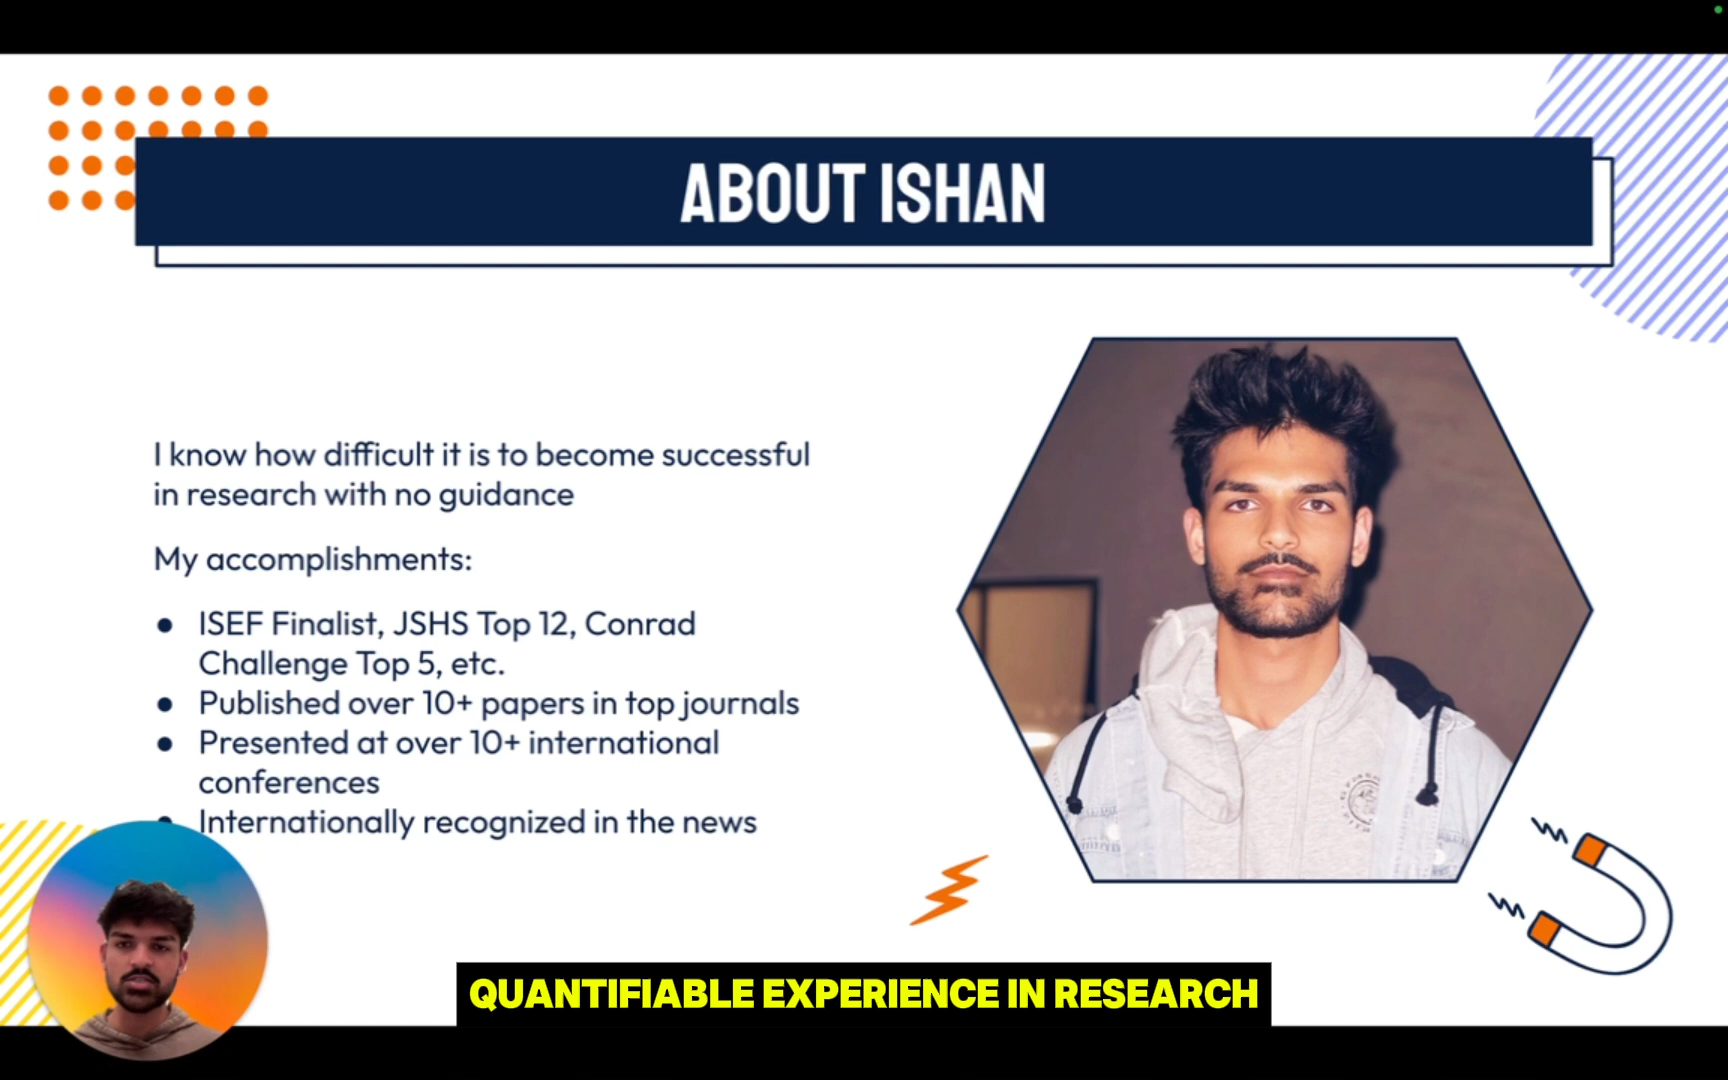 ABOUT ISHAN
I know how difficult it is to become successful
in research with no guidance
My accomplishments:
● ISEF Finalist, JSHS Top 12, Conrad
Challenge Top 5, etc.
● Published over 10+ papers in top journals
● Presented at over 10+ international
conferences
● Internationally recognized in the news
QUANTIFIABLE EXPERIENCE IN RESEARCH